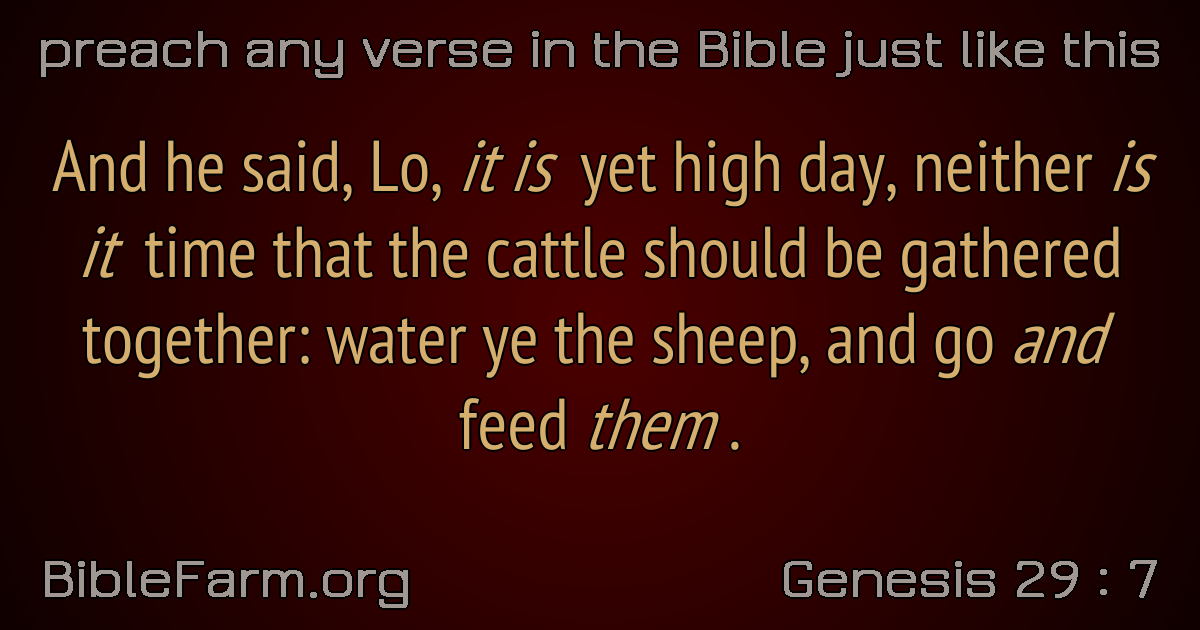 preach any verse in the Bible just like this
And he said, Lo, it is yet high day, neither is
it time that the cattle should be gathered
together: water ye the sheep, and go and
feed them .
BibleFarm.org
Genesis 29 : 7